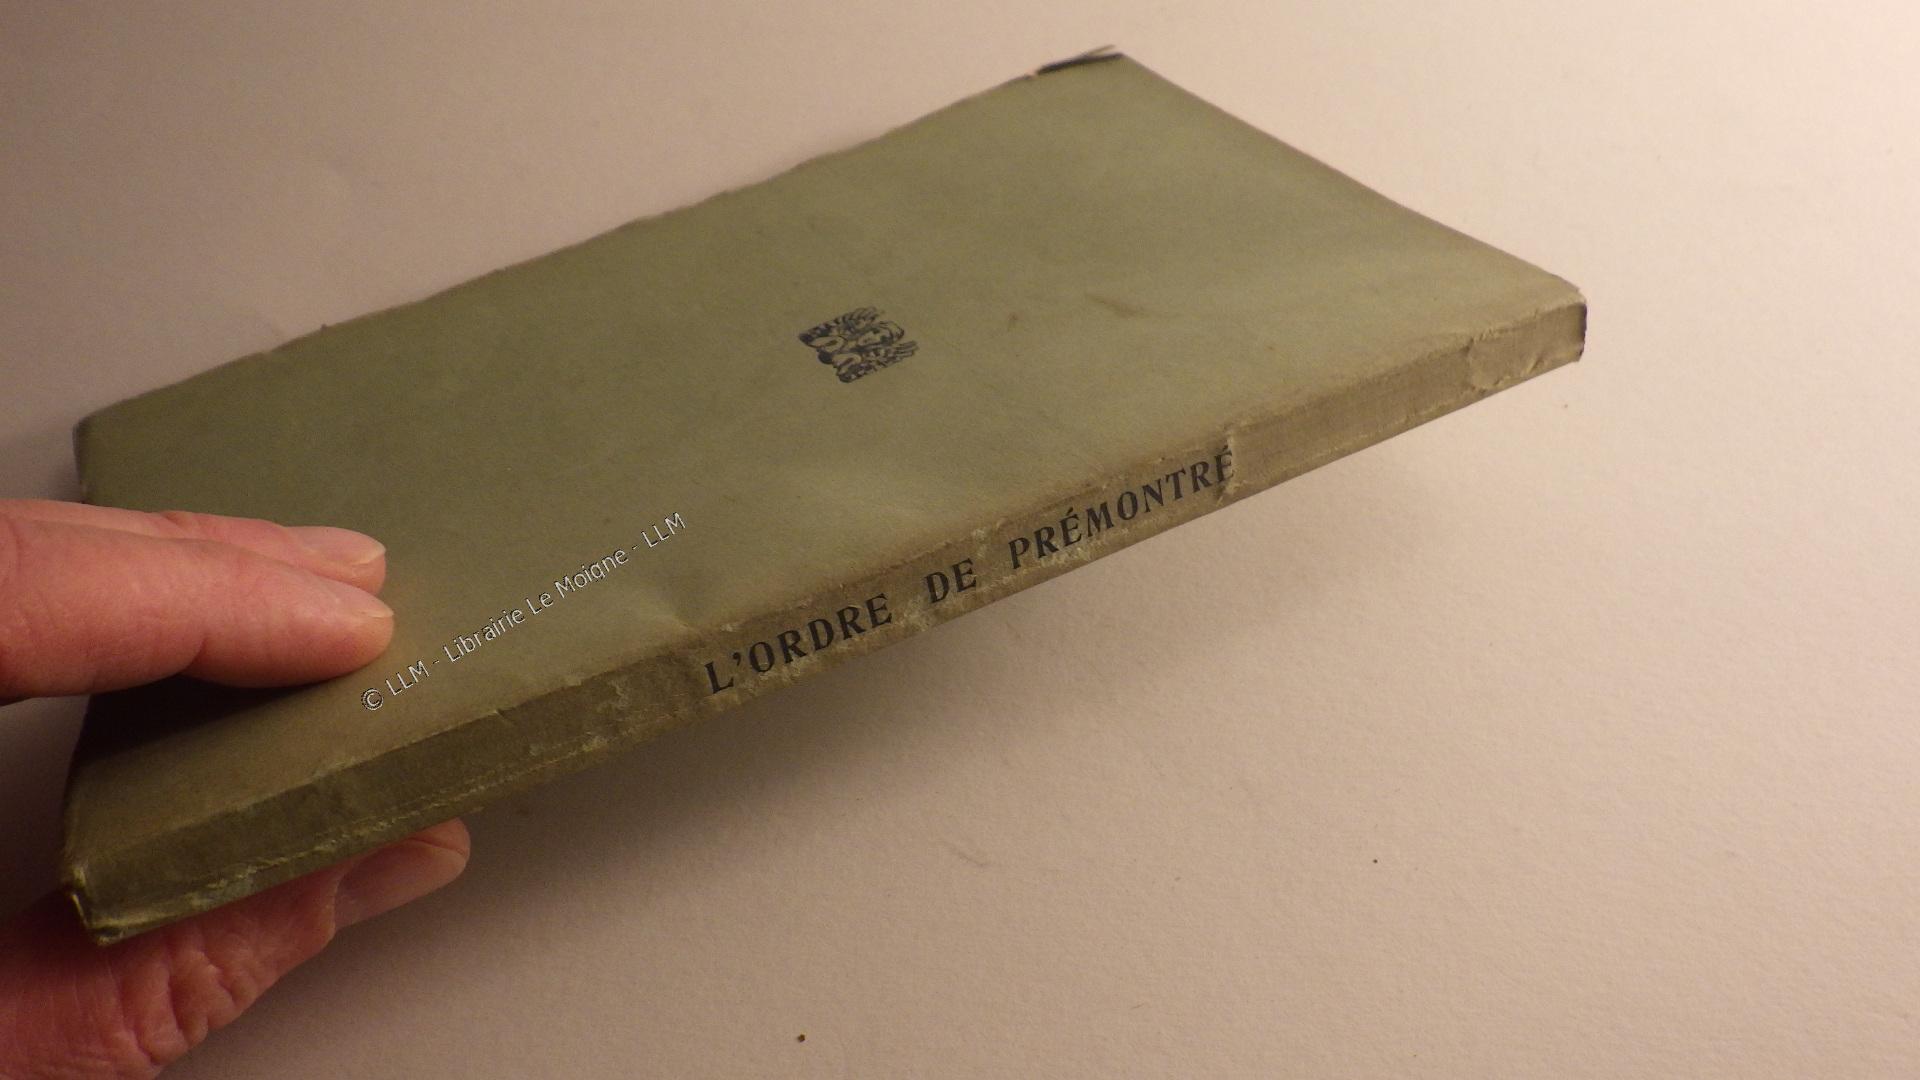 © LLM - Librairie Le Moigne - LLM
L'ORDRE DE PRÉMONTRÉ